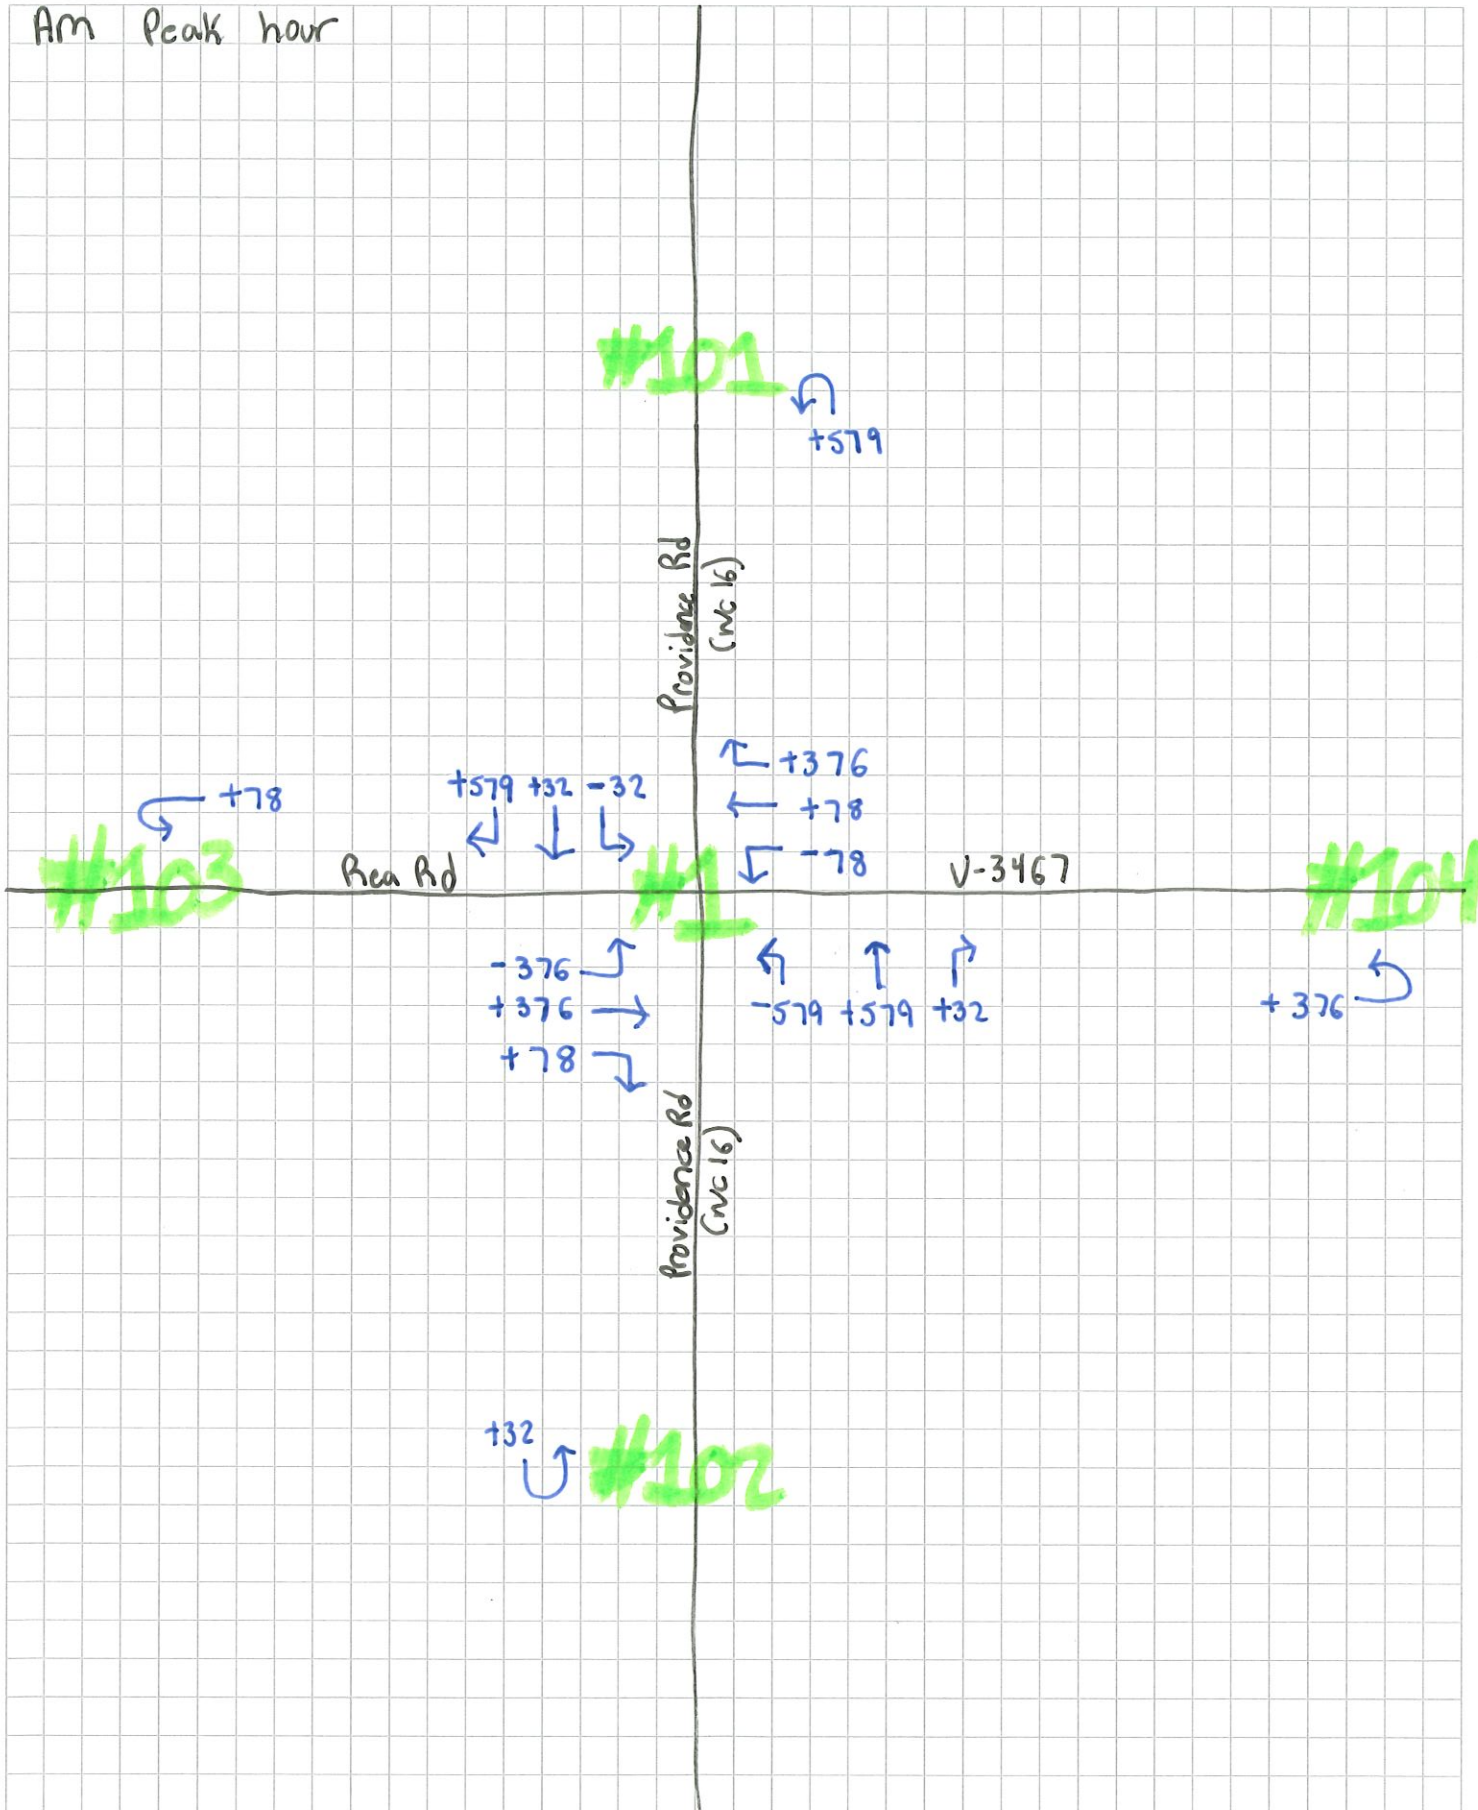 Am Peak hour
#101
+579
Providence Rd
(NC 16)
+376
+579 +32 -32
+78
+78
-78
#103
Rea Rd
#1
V-3467
#104
-376
+376
-579 +579 +32
+376
+78
Providence Rd
(NC 16)
+32
#102